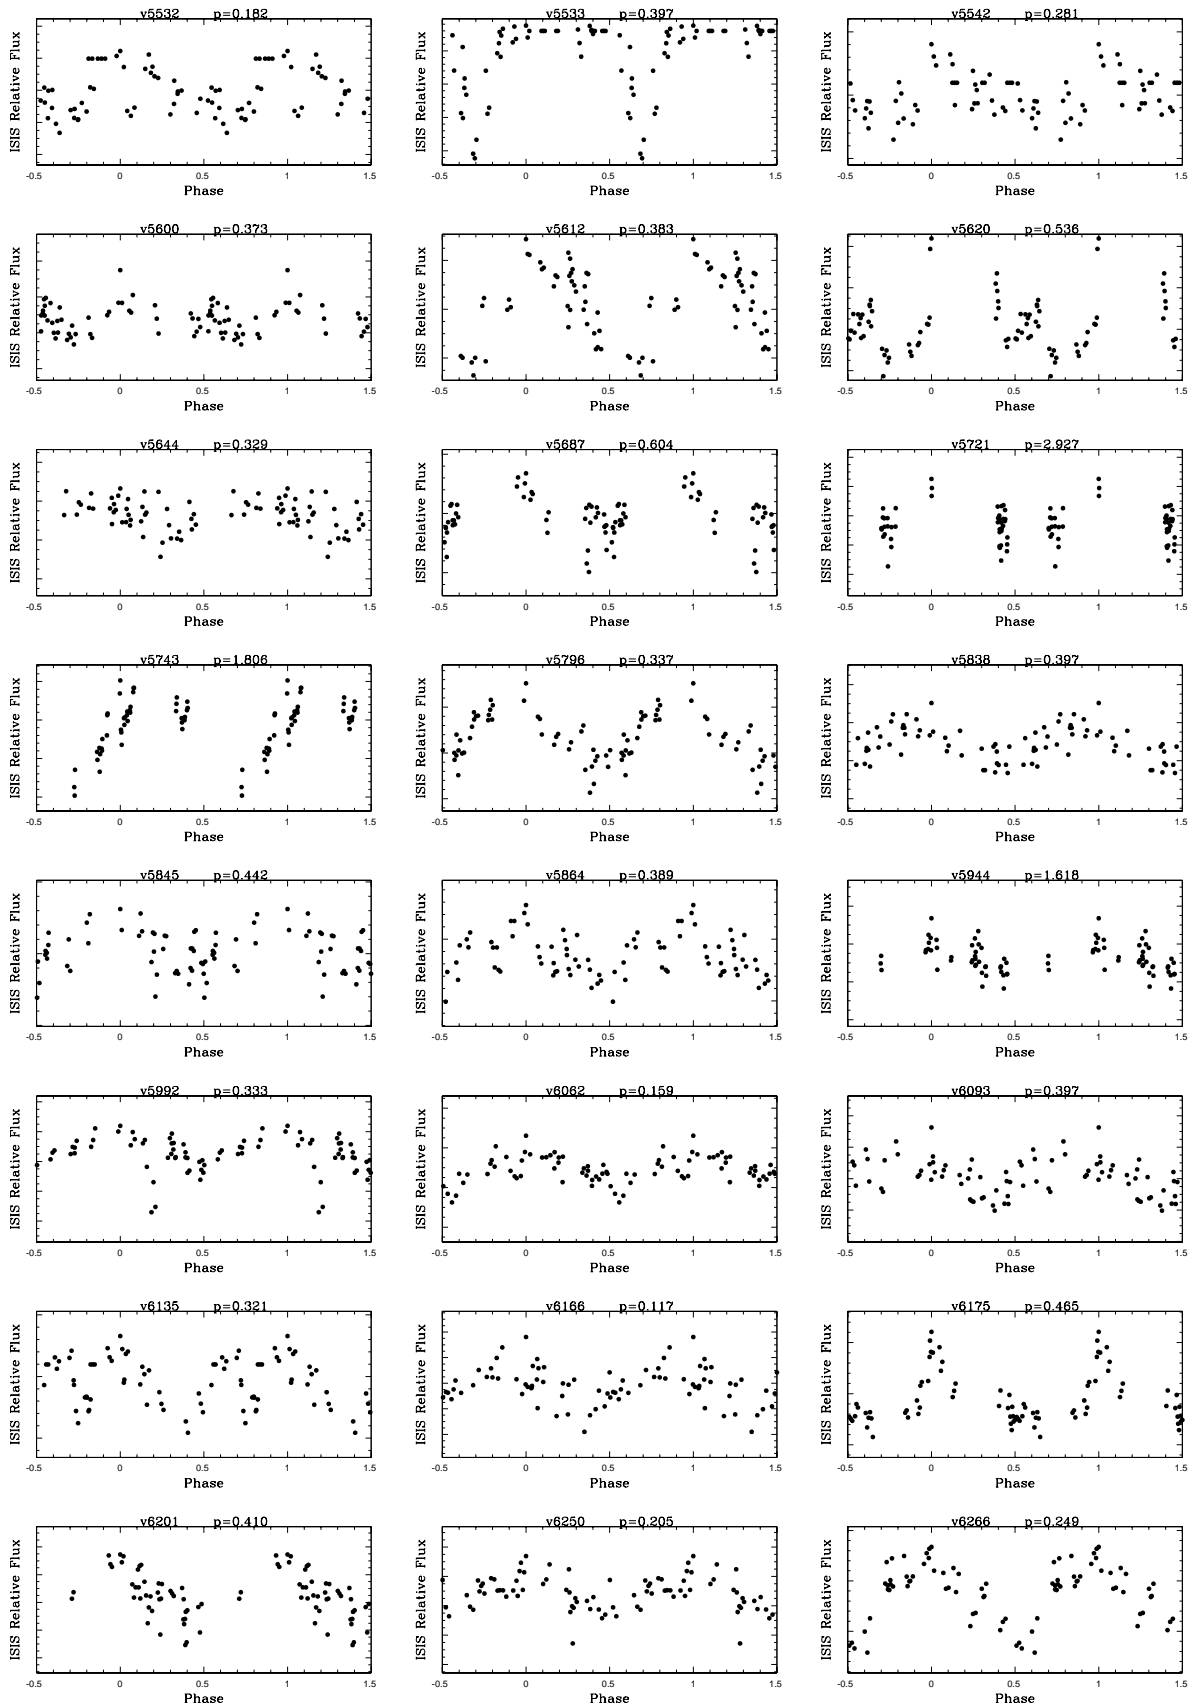 v5532 p=0.182
v5533 p=0.397
v5542 p=0.281
ISIS Relative Flux
ISIS Relative Flux
ISIS Relative Flux
-0.5 0 0.5 1 1.5
-0.5 0 0.5 1 1.5
-0.5 0 0.5 1 1.5
Phase
Phase
Phase
v5600 p=0.373
v5612 p=0.383
v5620 p=0.536
ISIS Relative Flux
ISIS Relative Flux
ISIS Relative Flux
-0.5 0 0.5 1 1.5
-0.5 0 0.5 1 1.5
-0.5 0 0.5 1 1.5
Phase
Phase
Phase
v5644 p=0.329
v5687 p=0.604
v5721 p=2.927
ISIS Relative Flux
ISIS Relative Flux
ISIS Relative Flux
-0.5 0 0.5 1 1.5
-0.5 0 0.5 1 1.5
-0.5 0 0.5 1 1.5
Phase
Phase
Phase
v5743 p=1.806
v5796 p=0.337
v5838 p=0.397
ISIS Relative Flux
ISIS Relative Flux
ISIS Relative Flux
-0.5 0 0.5 1 1.5
-0.5 0 0.5 1 1.5
-0.5 0 0.5 1 1.5
Phase
Phase
Phase
v5845 p=0.442
v5864 p=0.389
v5944 p=1.618
ISIS Relative Flux
ISIS Relative Flux
ISIS Relative Flux
-0.5 0 0.5 1 1.5
-0.5 0 0.5 1 1.5
-0.5 0 0.5 1 1.5
Phase
Phase
Phase
v5992 p=0.333
v6062 p=0.159
v6093 p=0.397
ISIS Relative Flux
ISIS Relative Flux
ISIS Relative Flux
-0.5 0 0.5 1 1.5
-0.5 0 0.5 1 1.5
-0.5 0 0.5 1 1.5
Phase
Phase
Phase
v6135 p=0.321
v6166 p=0.117
v6175 p=0.465
ISIS Relative Flux
ISIS Relative Flux
ISIS Relative Flux
-0.5 0 0.5 1 1.5
-0.5 0 0.5 1 1.5
-0.5 0 0.5 1 1.5
Phase
Phase
Phase
v6201 p=0.410
v6250 p=0.205
v6266 p=0.249
ISIS Relative Flux
ISIS Relative Flux
ISIS Relative Flux
-0.5 0 0.5 1 1.5
-0.5 0 0.5 1 1.5
-0.5 0 0.5 1 1.5
Phase
Phase
Phase